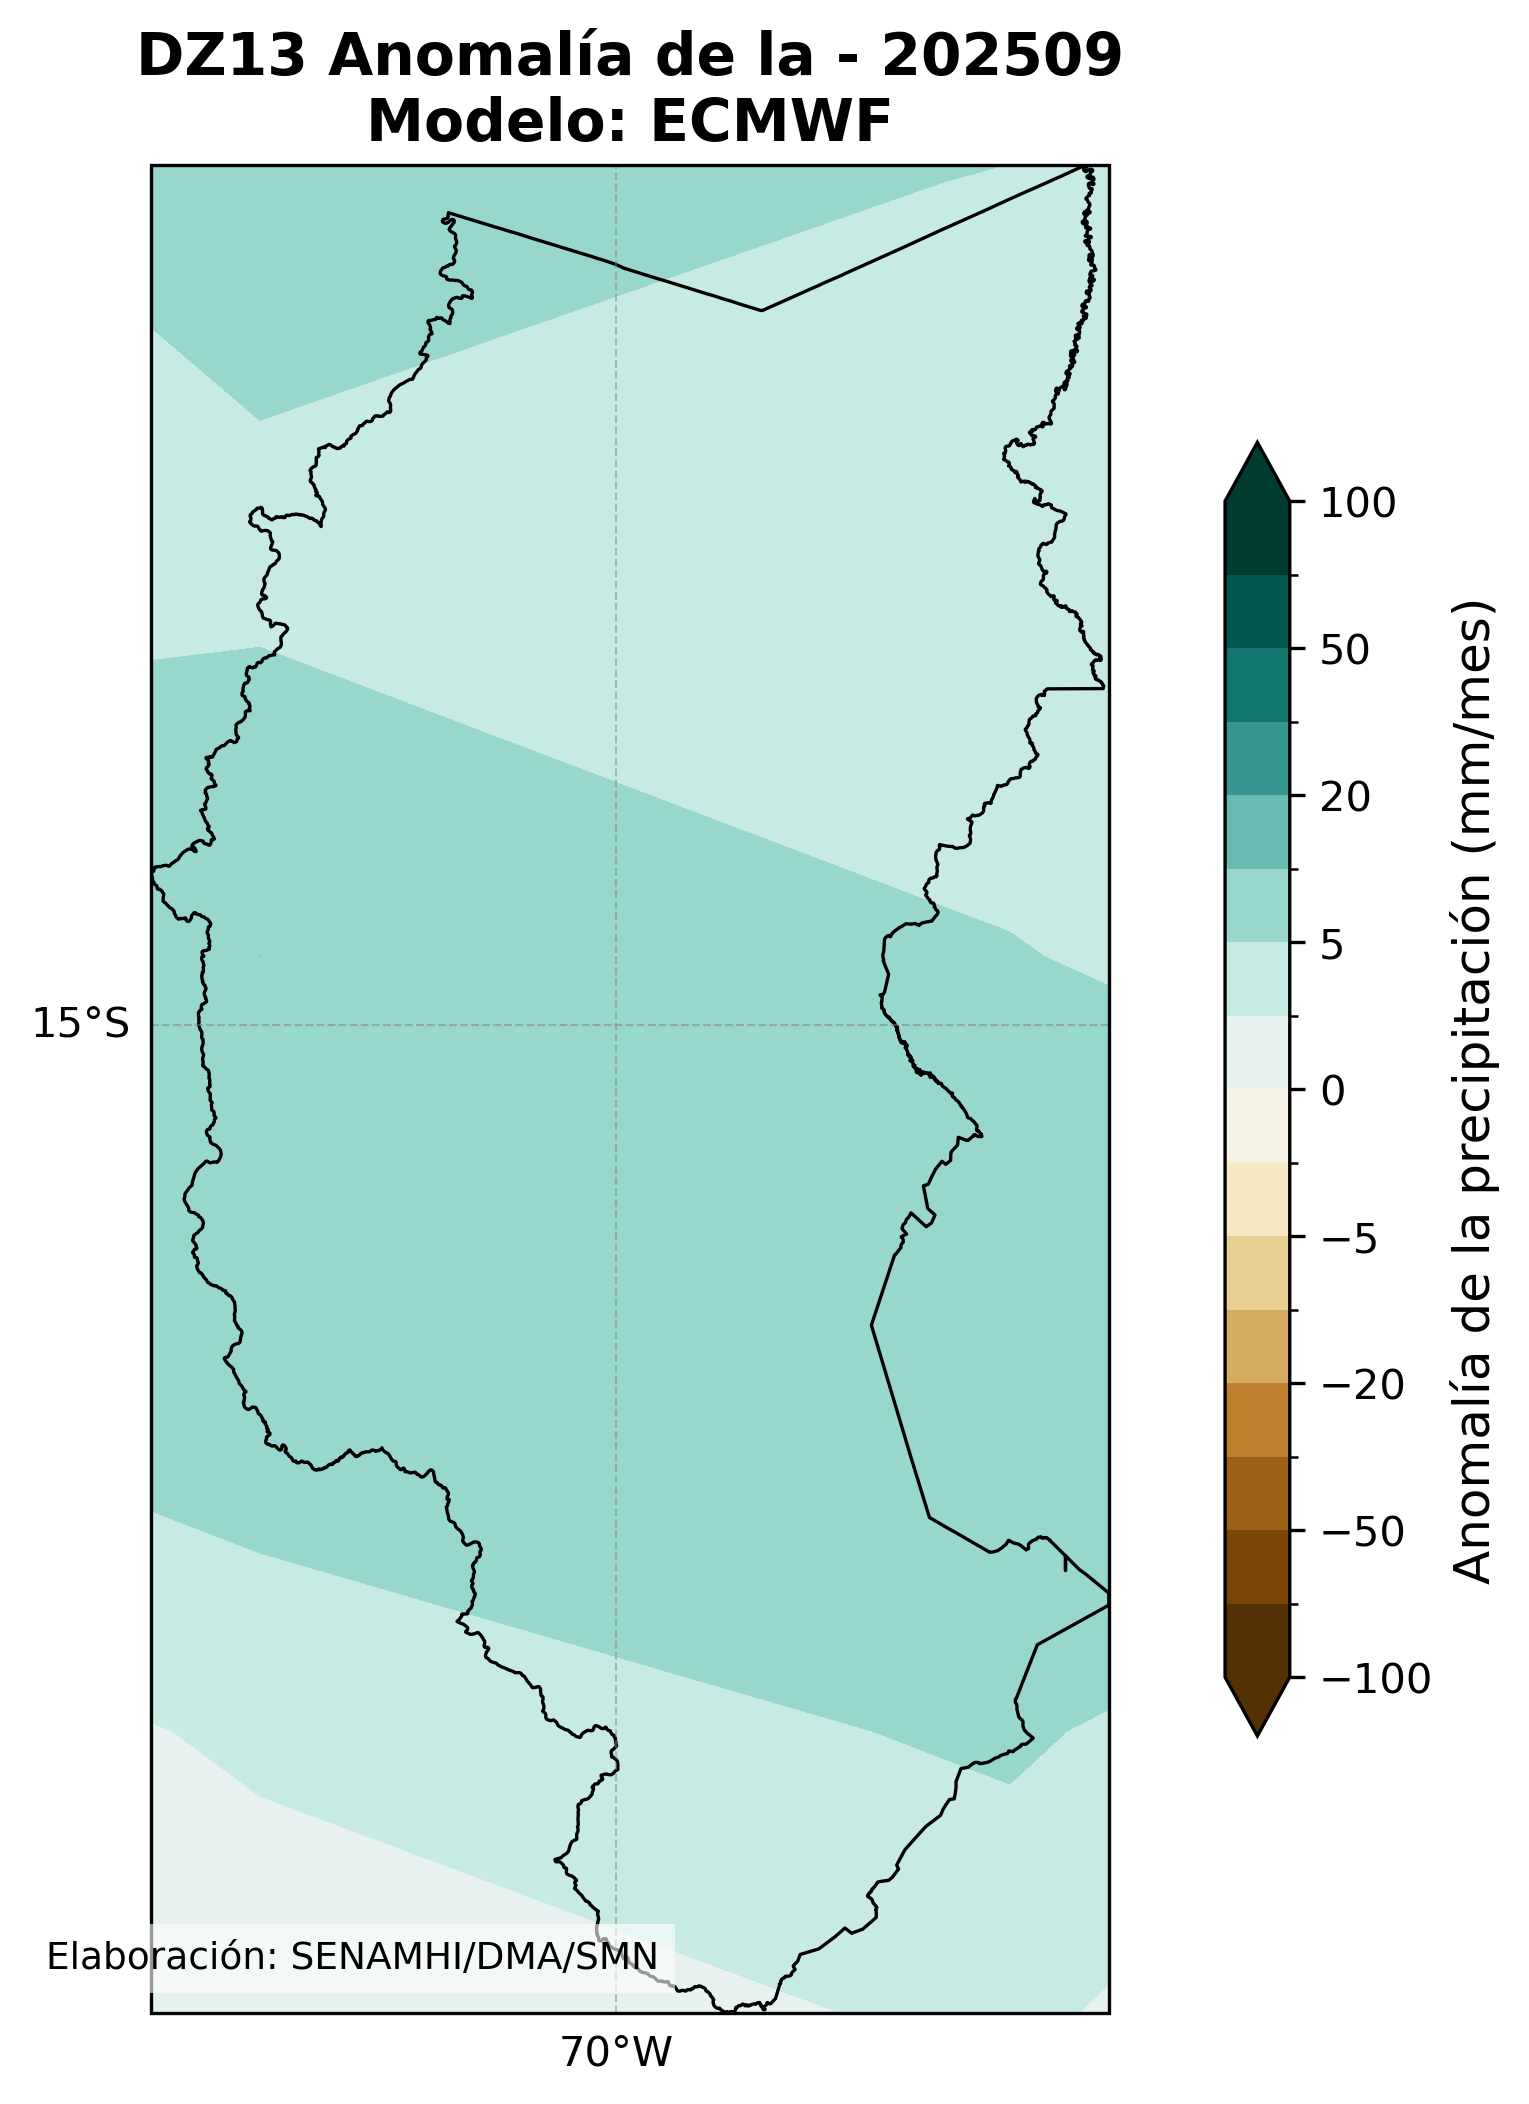 DZ13 Anomalía de la - 202509
Modelo: ECMWF
100
50
20
5
0
−5
−20
−50
−100
Anomalía de la precipitación (mm/mes)
15°S
Elaboración: SENAMHI/DMA/SMN
70°W